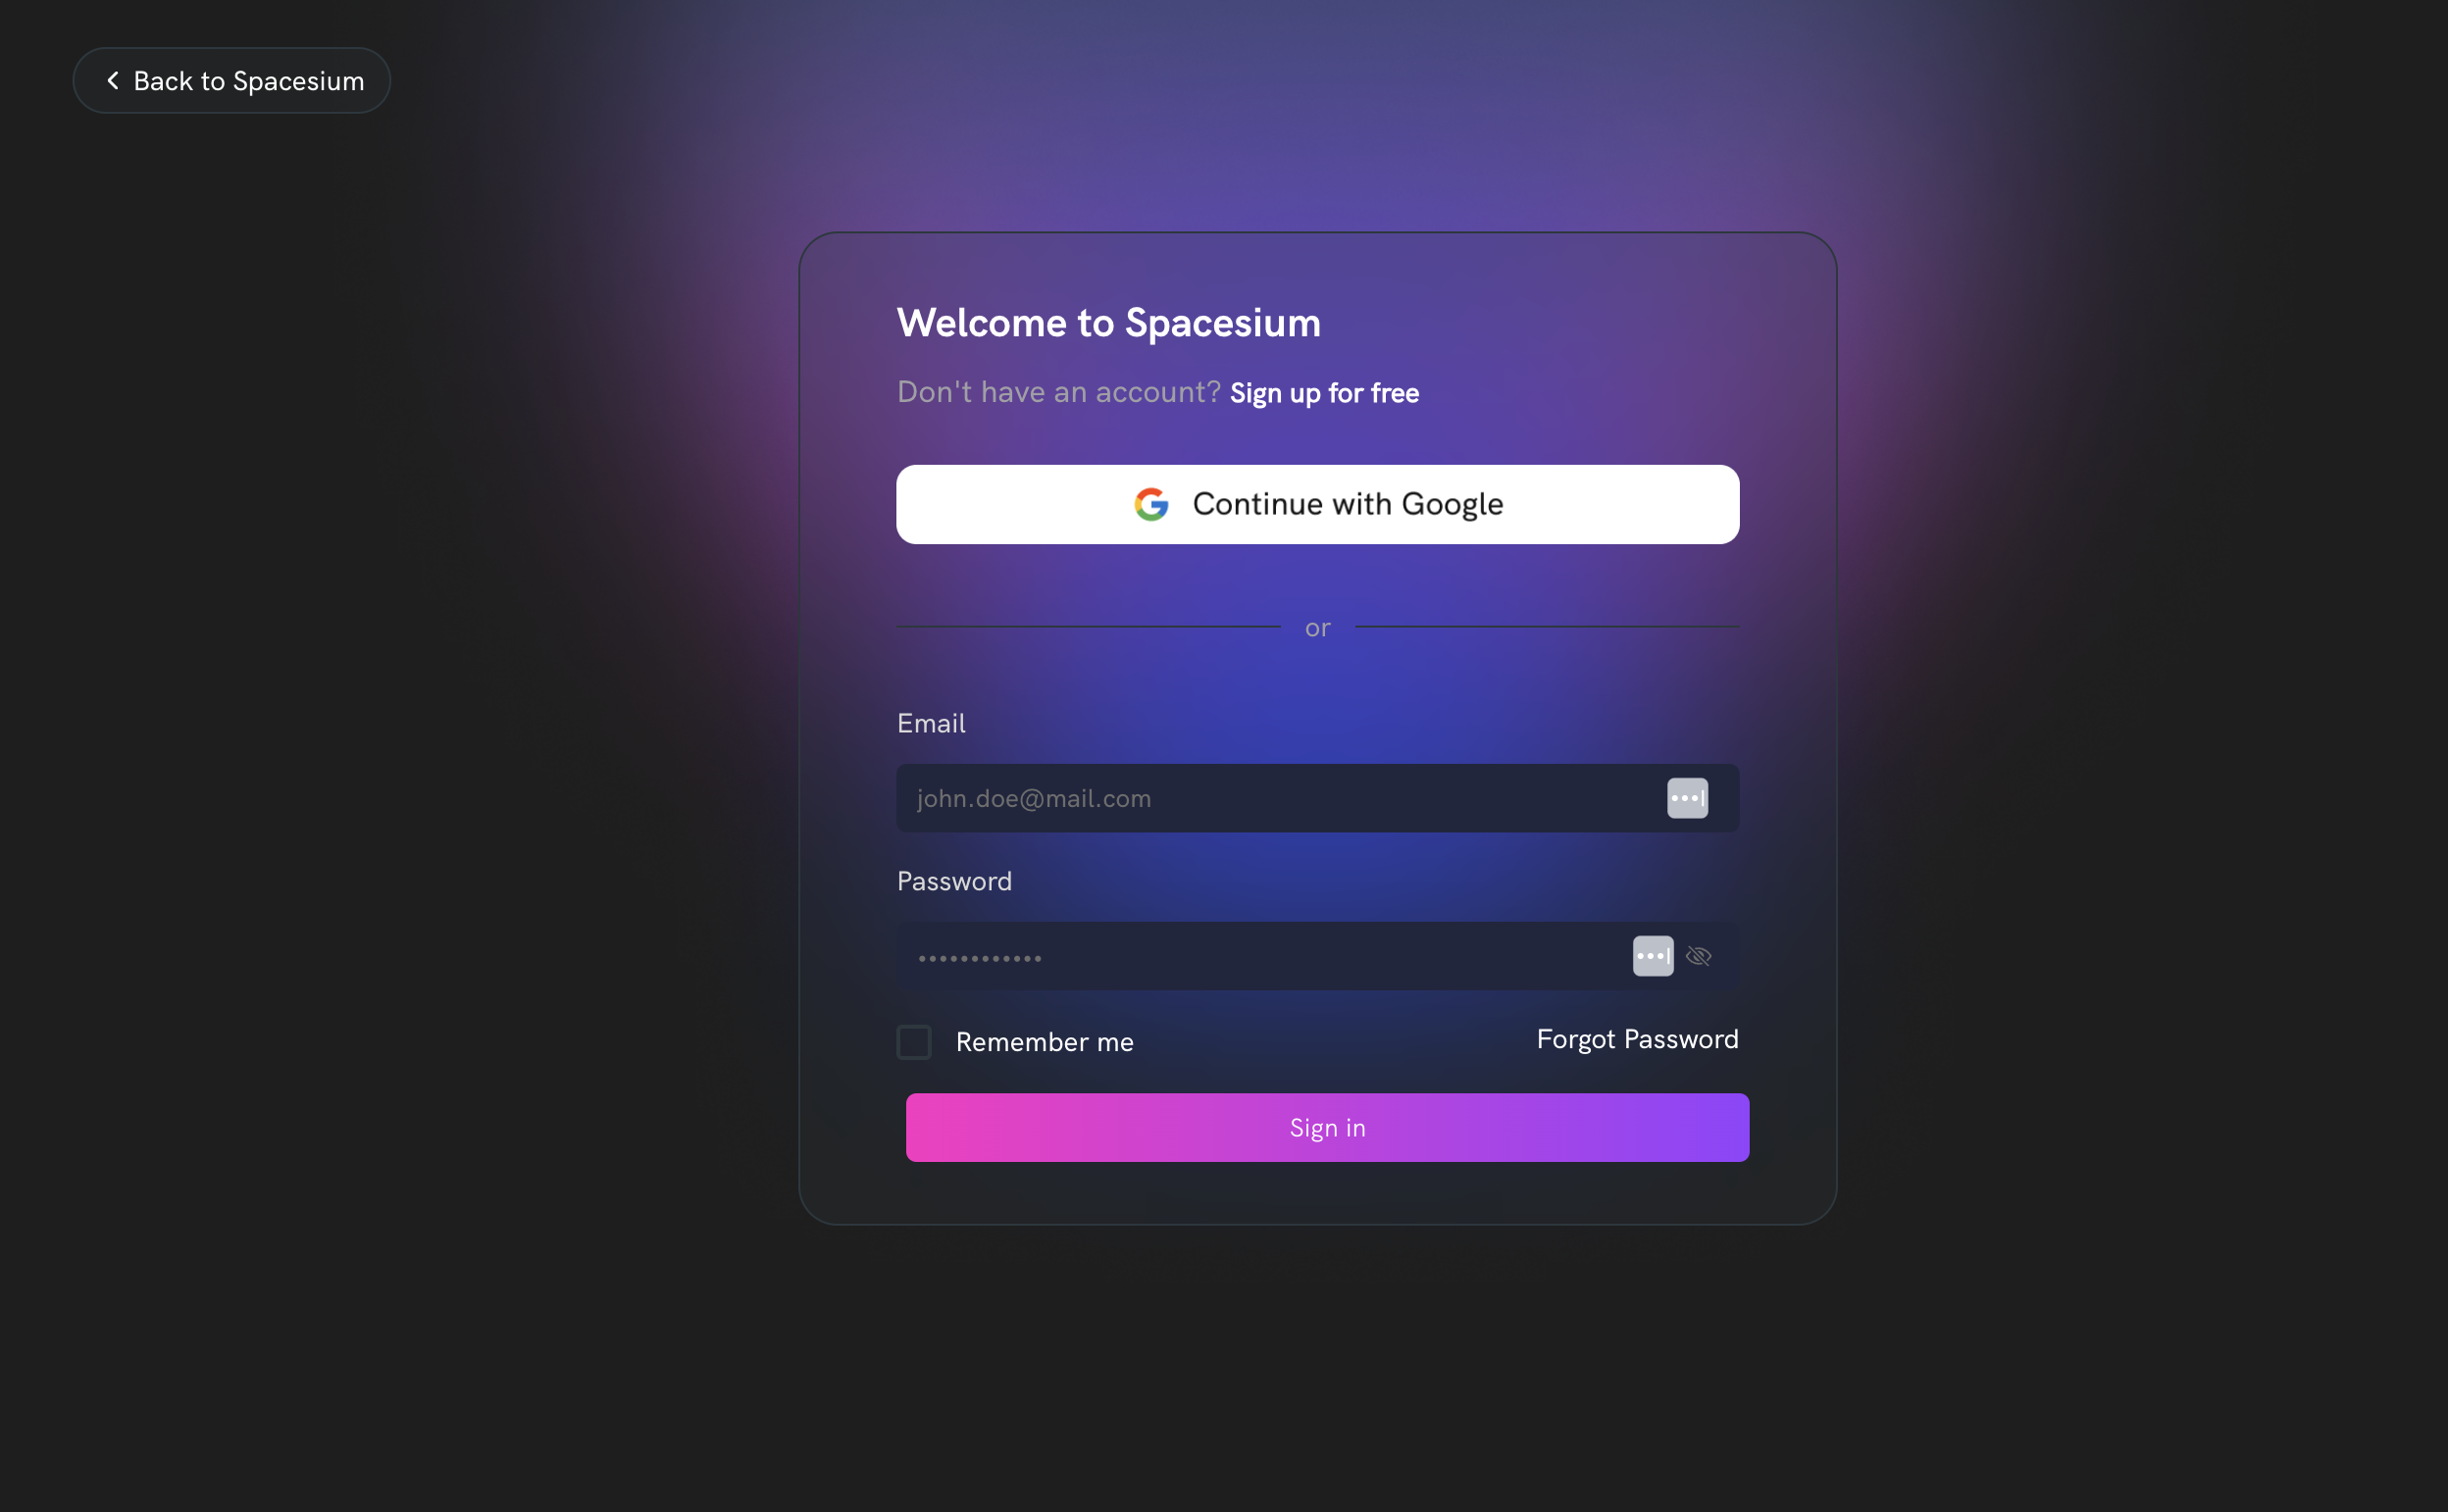 Back to Spacesium
Welcome to Spacesium
Don't have an account? Sign up for free
Continue with Google
or
Email
john.doe@mail.com
Password
••••••••••••
Remember me
Forgot Password
Sign in